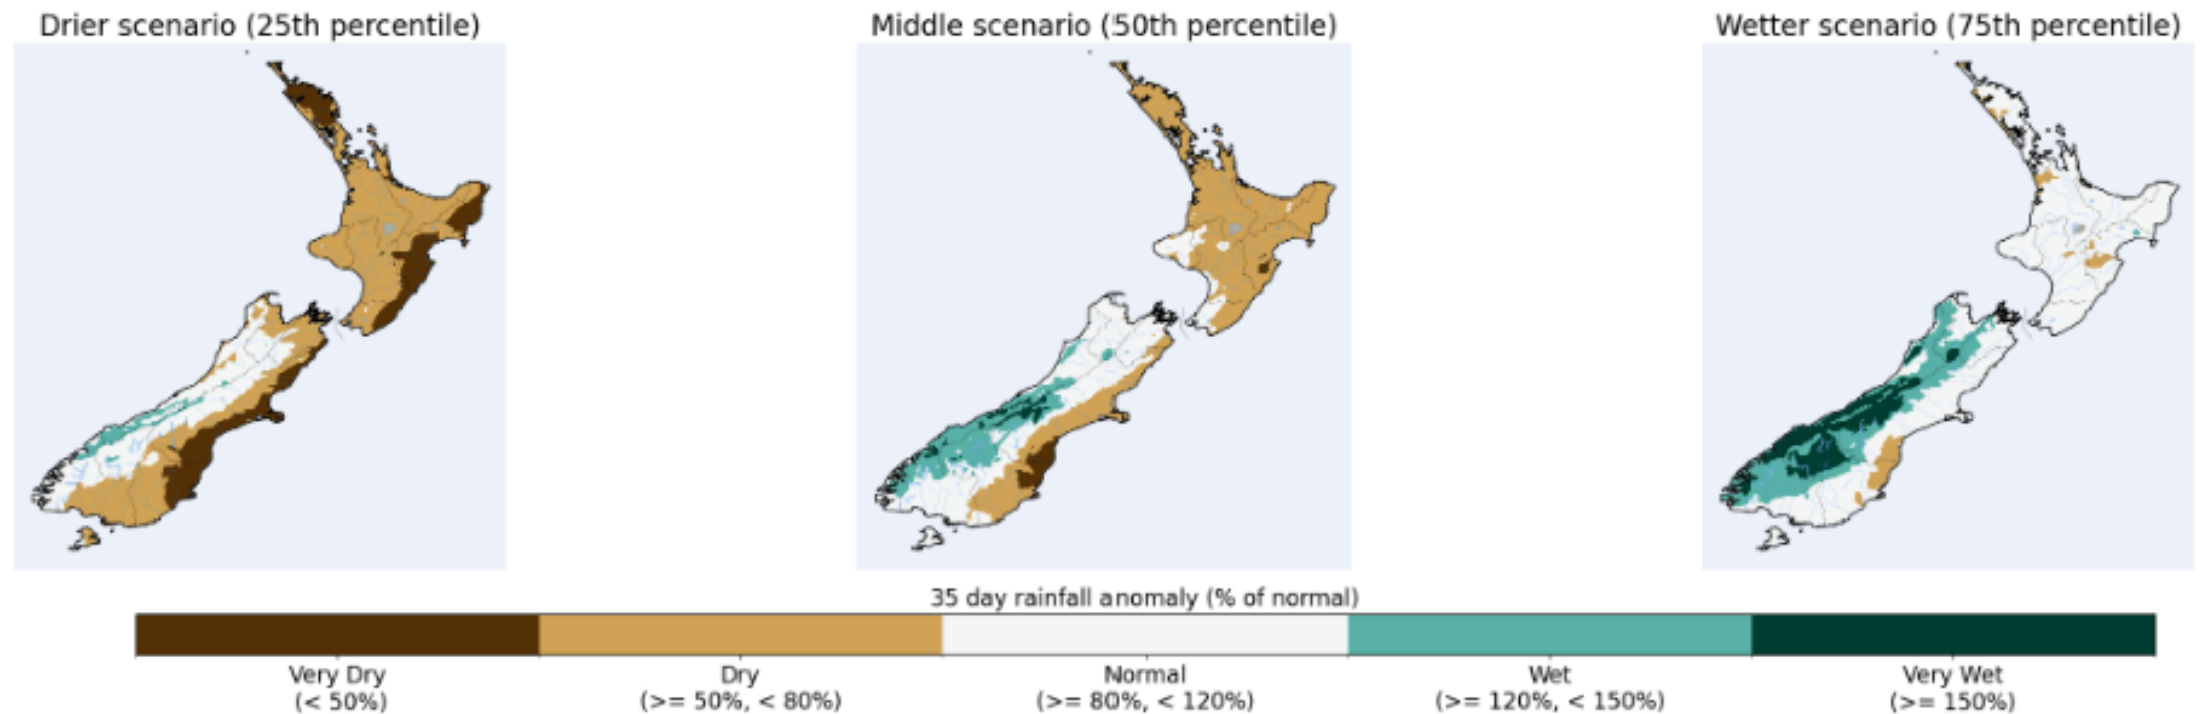 Drier scenario (25th percentile)
Middle scenario (50th percentile)
Wetter scenario (75th percentile)
35 day rainfall anomaly (% of normal)
Very Dry
(< 50%)
Dry
(>= 50%, < 80%)
Normal
(>= 80%, < 120%)
Wet
(>= 120%, < 150%)
Very Wet
(>= 150%)